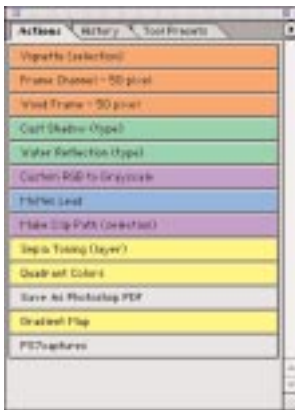 Actions History Tool Presets
Vignette (selection)
Frame Channel - 50 pixel
Wood Frame - 50 pixel
Cast Shadow (type)
Water Reflection (type)
Custom RGB to Grayscale
Molten Lead
Make Clip Path (selection)
Sepia Toning (layer)
Quadrant Colors
Save As Photoshop PDF
Gradient Map
PS7captures